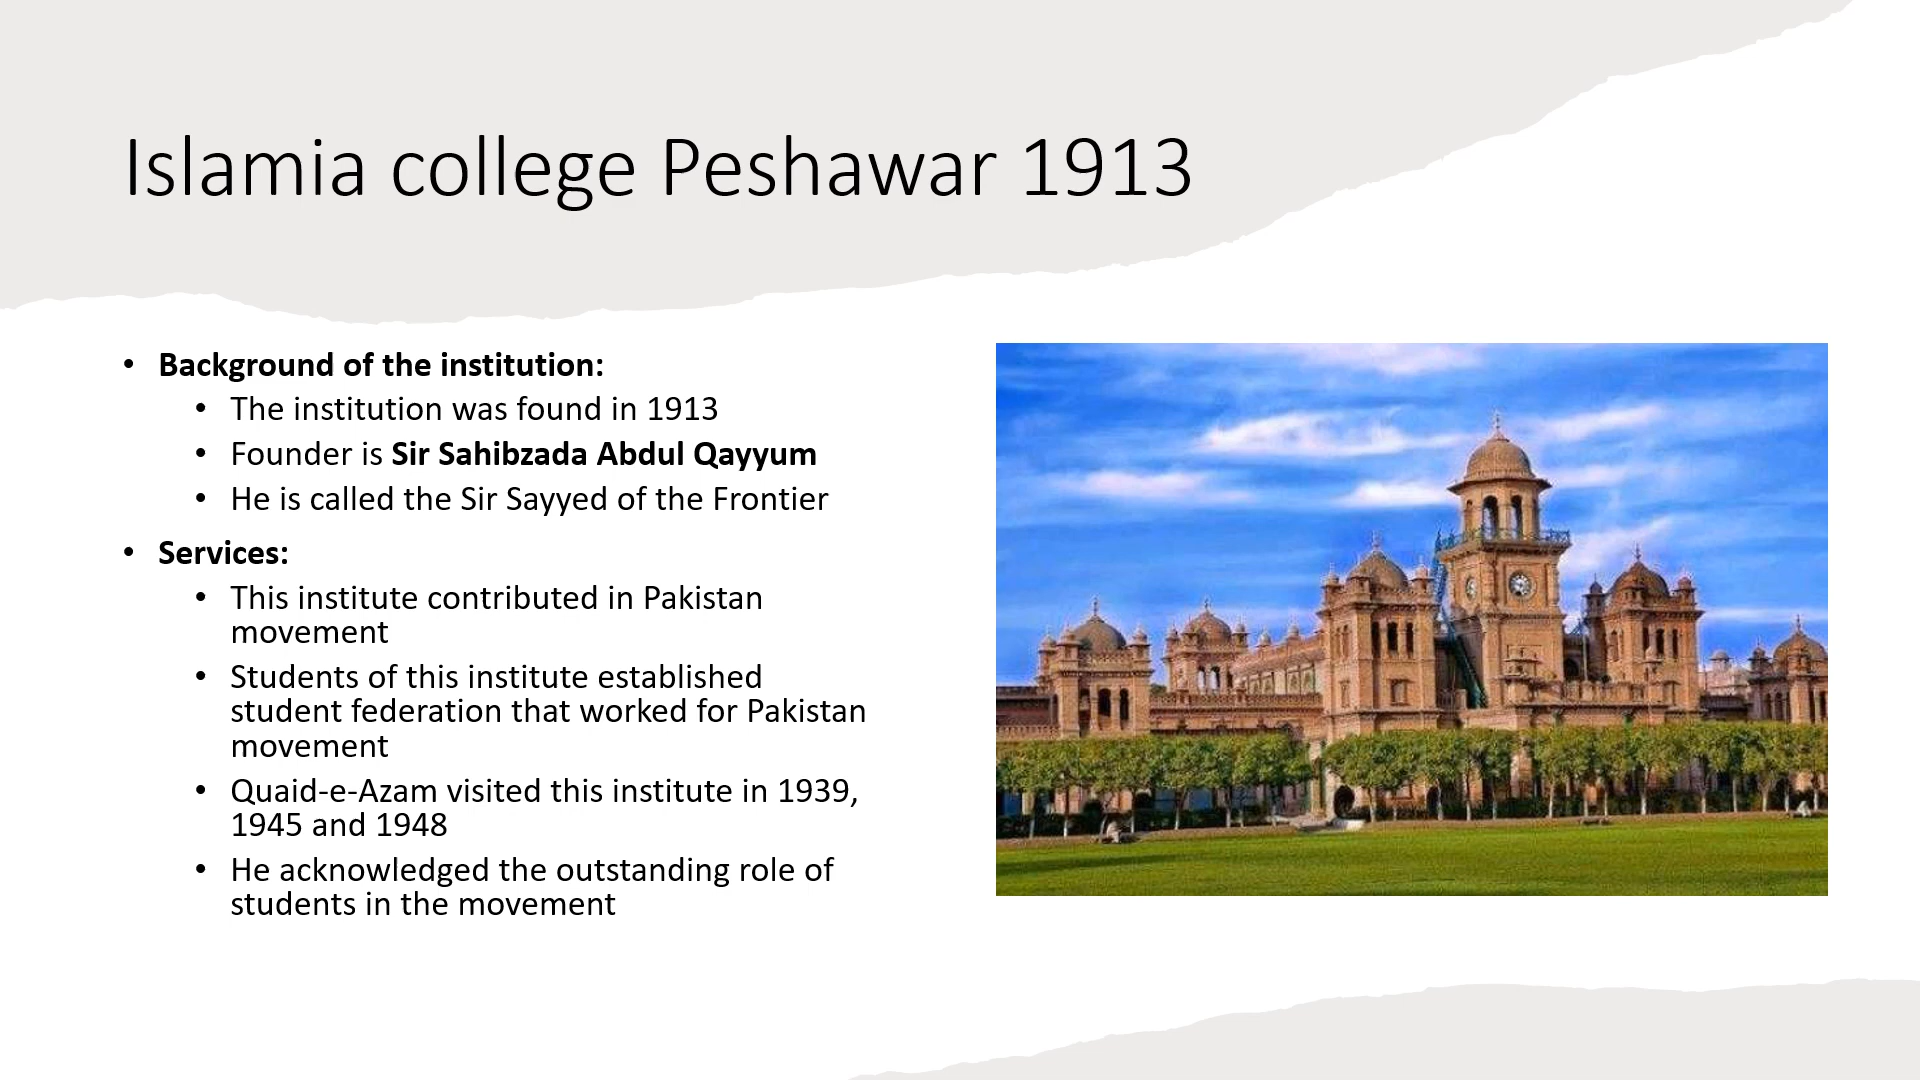 Islamia college Peshawar 1913
• Background of the institution:
• The institution was found in 1913
• Founder is Sir Sahibzada Abdul Qayyum
• He is called the Sir Sayyed of the Frontier
• Services:
• This institute contributed in Pakistan
movement
• Students of this institute established
student federation that worked for Pakistan
movement
• Quaid-e-Azam visited this institute in 1939,
1945 and 1948
• He acknowledged the outstanding role of
students in the movement